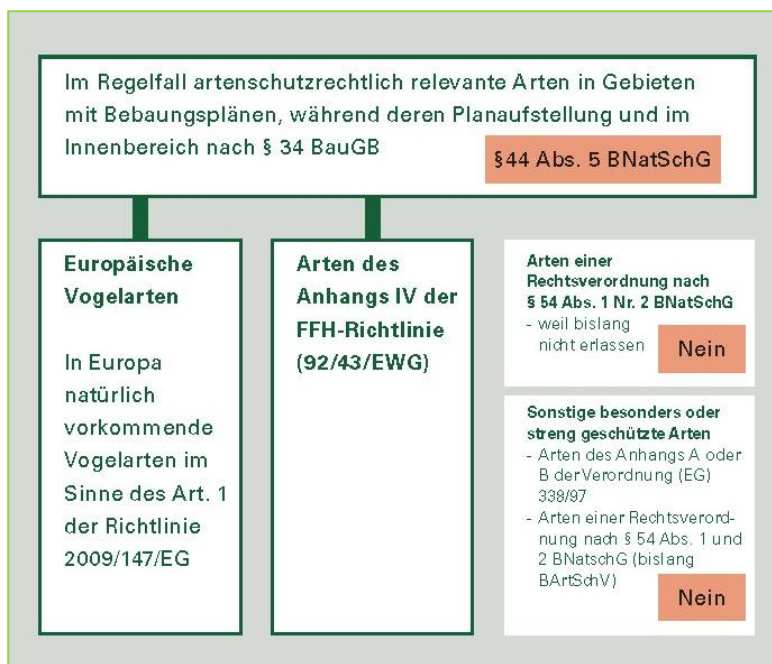 Im Regelfall artenschutzrechtlich relevante Arten in Gebieten
mit Bebaungsplänen, während deren Planaufstellung und im
Innenbereich nach § 34 BauGB
§44 Abs. 5 BNatSchG
Europäische
Vogelarten
In Europa
natürlich
vorkommende
Vogelarten im
Sinne des Art. 1
der Richtlinie
2009/147/EG
Arten des
Anhangs IV der
FFH-Richtlinie
(92/43/EWG)
Arten einer
Rechtsverordnung nach
§ 54 Abs. 1 Nr. 2 BNatSchG
- weil bislang
nicht erlassen
Nein
Sonstige besonders oder
streng geschützte Arten
- Arten des Anhangs A oder
B der Verordnung (EG)
338/97
- Arten einer Rechtsverord-
nung nach § 54 Abs. 1 und
2 BNatschG (bislang
BArtSchV)
Nein